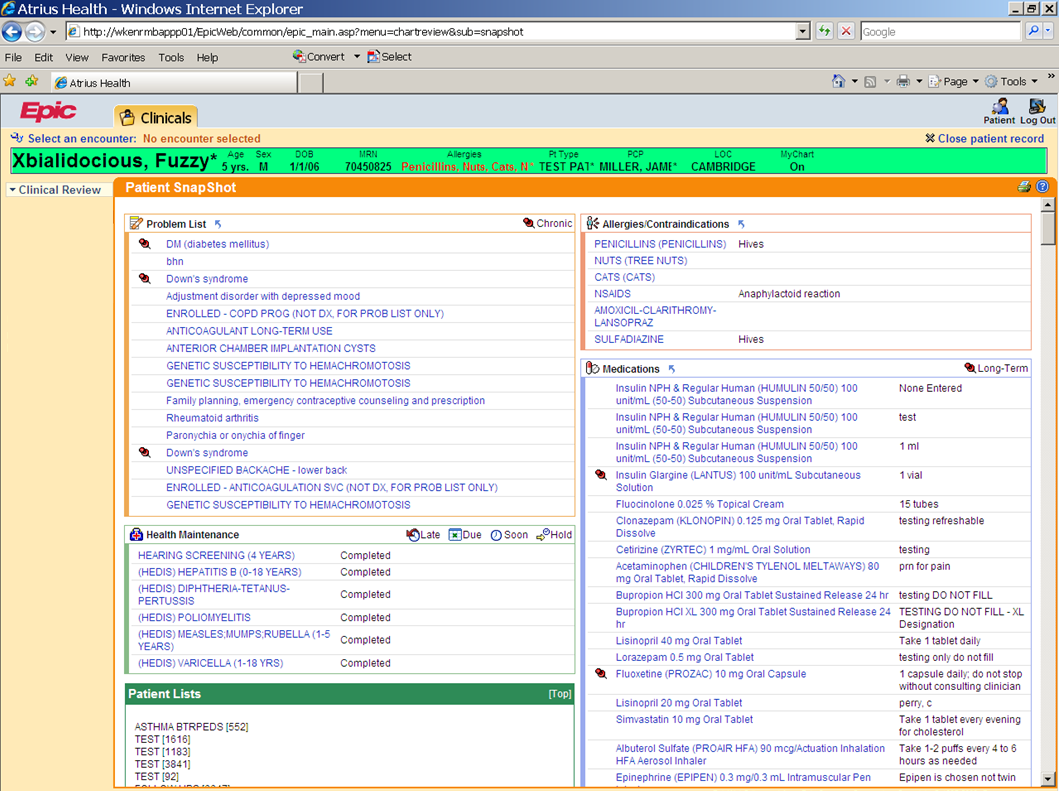 Atrius Health - Windows Internet Explorer
http://wkenrmbappp01/EpicWeb/common/epic_main.asp?menu=chartreview&sub=snapshot
Google
File Edit View Favorites Tools Help Convert Select
Atrius Health
Page Tools
Epic
Clinicals
Patient Log Out
Select an encounter: No encounter selected
Close patient record
Xbialidocious, Fuzzy*
Age Sex DOB MRN Allergies Pt Type PCP LOC MyChart
5 yrs. M 1/1/06 70450825 Penicillins, Nuts, Cats, N* TEST PAT* MILLER, JAME* CAMBRIDGE On
Clinical Review
Patient SnapShot
Problem List Chronic
DM (diabetes mellitus)
bhn
Down's syndrome
Adjustment disorder with depressed mood
ENROLLED - COPD PROG (NOT DX, FOR PROB LIST ONLY)
ANTICOAGULANT LONG-TERM USE
ANTERIOR CHAMBER IMPLANTATION CYSTS
GENETIC SUSCEPTIBILITY TO HEMACHROMOTOSIS
GENETIC SUSCEPTIBILITY TO HEMACHROMOTOSIS
Family planning, emergency contraceptive counseling and prescription
Rheumatoid arthritis
Paronychia or onychia of finger
Down's syndrome
UNSPECIFIED BACKACHE - lower back
ENROLLED - ANTICOAGULATION SVC (NOT DX, FOR PROB LIST ONLY)
GENETIC SUSCEPTIBILITY TO HEMACHROMOTOSIS
Health Maintenance Late Due Soon Hold
HEARING SCREENING (4 YEARS) Completed
(HEDIS) HEPATITIS B (0-18 YEARS) Completed
(HEDIS) DIPHTHERIA-TETANUS-
PERTUSSIS Completed
(HEDIS) POLIOMYELITIS Completed
(HEDIS) MEASLES;MUMPS;RUBELLA (1-5
YEARS) Completed
(HEDIS) VARICELLA (1-18 YRS) Completed
Patient Lists [Top]
ASTHMA BTRPEDS [552]
TEST [1616]
TEST [1183]
TEST [3841]
TEST [92]
Allergies/Contraindications
PENICILLINS (PENICILLINS) Hives
NUTS (TREE NUTS)
CATS (CATS)
NSAIDS Anaphylactoid reaction
AMOXICIL-CLARITHROMY-
LANSOPRAZ
SULFADIAZINE Hives
Medications Long-Term
Insulin NPH & Regular Human (HUMULIN 50/50) 100 None Entered
unit/mL (50-50) Subcutaneous Suspension
Insulin NPH & Regular Human (HUMULIN 50/50) 100 test
unit/mL (50-50) Subcutaneous Suspension
Insulin NPH & Regular Human (HUMULIN 50/50) 100 1 ml
unit/mL (50-50) Subcutaneous Suspension
Insulin Glargine (LANTUS) 100 unit/mL Subcutaneous 1 vial
Solution
Fluocinolone 0.025 % Topical Cream 15 tubes
Clonazepam (KLONOPIN) 0.125 mg Oral Tablet, Rapid testing refreshable
Dissolve
Cetirizine (ZYRTEC) 1 mg/mL Oral Solution testing
Acetaminophen (CHILDREN'S TYLENOL MELTAWAYS) 80 prn for pain
mg Oral Tablet, Rapid Dissolve
Bupropion HCl 300 mg Oral Tablet Sustained Release 24 hr testing DO NOT FILL
Bupropion HCl XL 300 mg Oral Tablet Sustained Release 24 TESTING DO NOT FILL - XL
hr Designation
Lisinopril 40 mg Oral Tablet Take 1 tablet daily
Lorazepam 0.5 mg Oral Tablet testing only do not fill
Fluoxetine (PROZAC) 10 mg Oral Capsule 1 capsule daily; do not stop
without consulting clinician
Lisinopril 20 mg Oral Tablet perry, c
Simvastatin 10 mg Oral Tablet Take 1 tablet every evening
for cholesterol
Albuterol Sulfate (PROAIR HFA) 90 mcg/Actuation Inhalation Take 1-2 puffs every 4 to 6
HFA Aerosol Inhaler hours as needed
Epinephrine (EPIPEN) 0.3 mg/0.3 mL Intramuscular Pen Epipen is chosen not twin